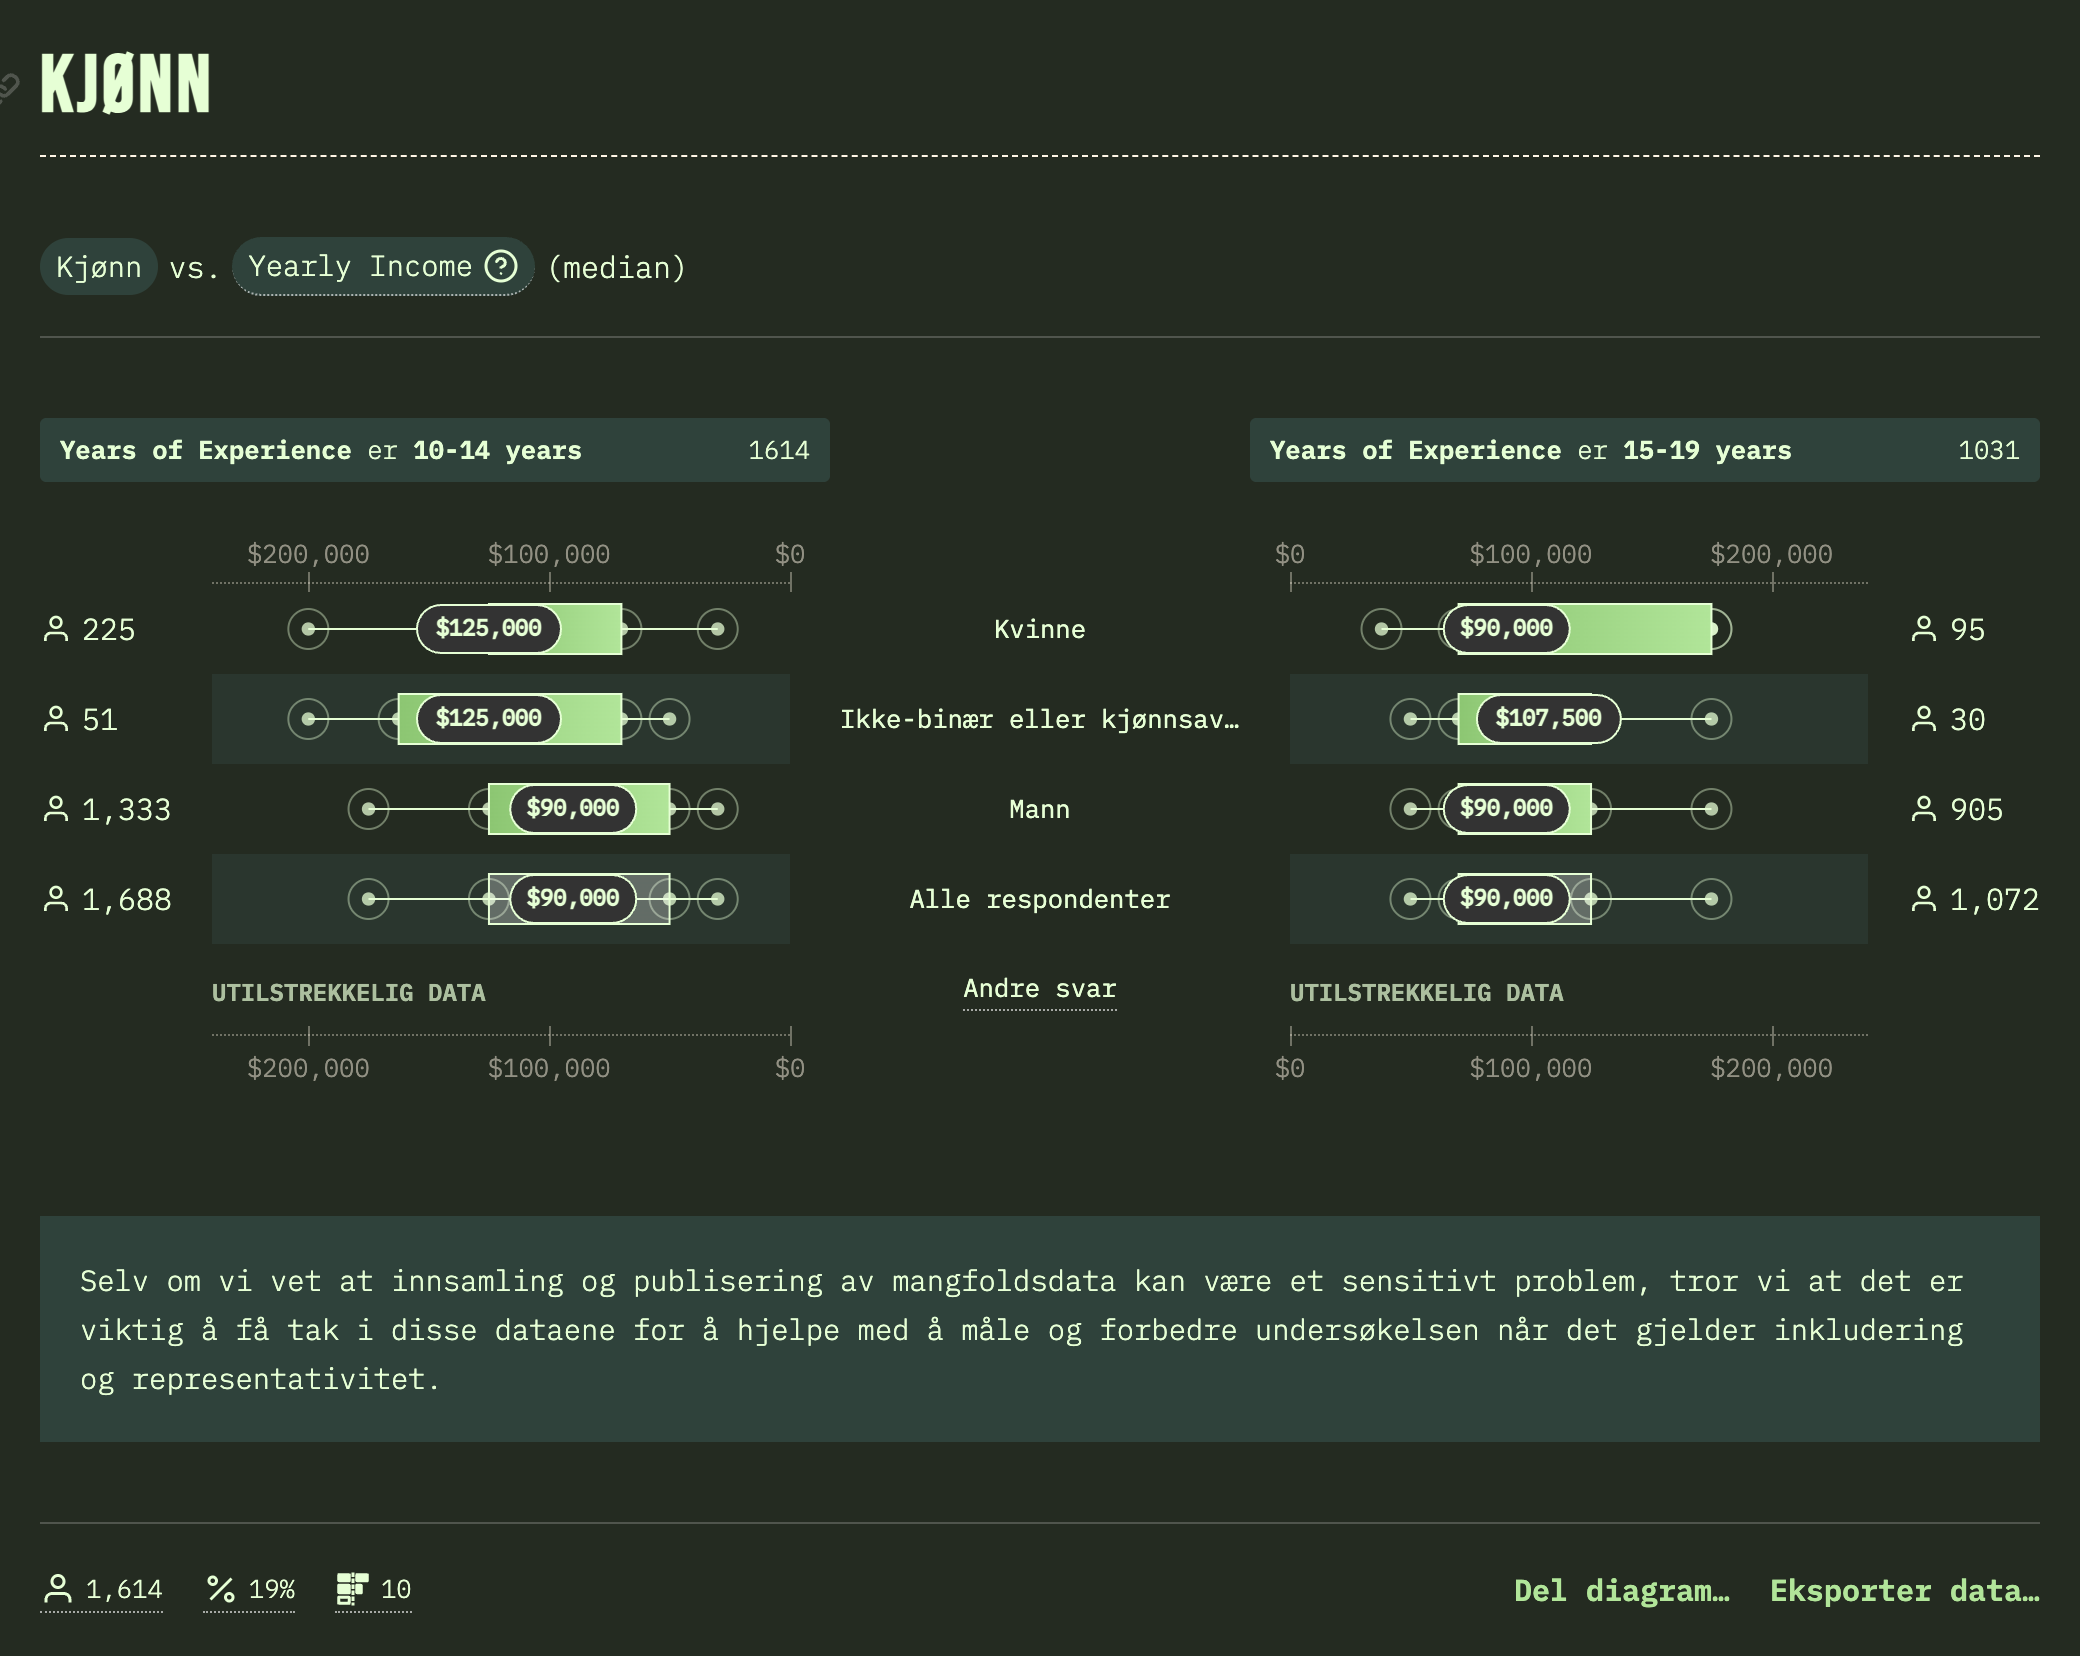 KJØNN
Kjønn vs. Yearly Income (median)
Years of Experience er 10-14 years 1614
Years of Experience er 15-19 years 1031
$200,000 $100,000 $0
$0 $100,000 $200,000
225 $125,000 Kvinne $90,000 95
51 $125,000 Ikke-binær eller kjønnsav… $107,500 30
1,333 $90,000 Mann $90,000 905
1,688 $90,000 Alle respondenter $90,000 1,072
UTILSTREKKELIG DATA Andre svar UTILSTREKKELIG DATA
$200,000 $100,000 $0
$0 $100,000 $200,000
Selv om vi vet at innsamling og publisering av mangfoldsdata kan være et sensitivt problem, tror vi at det er
viktig å få tak i disse dataene for å hjelpe med å måle og forbedre undersøkelsen når det gjelder inkludering
og representativitet.
1,614 19% 10 Del diagram… Eksporter data…